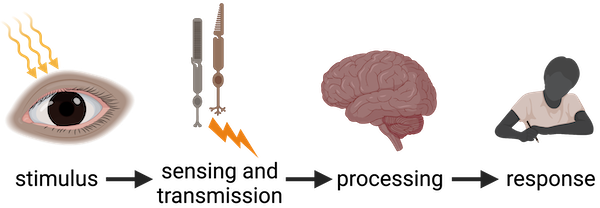 stimulus
sensing and
transmission
processing
response